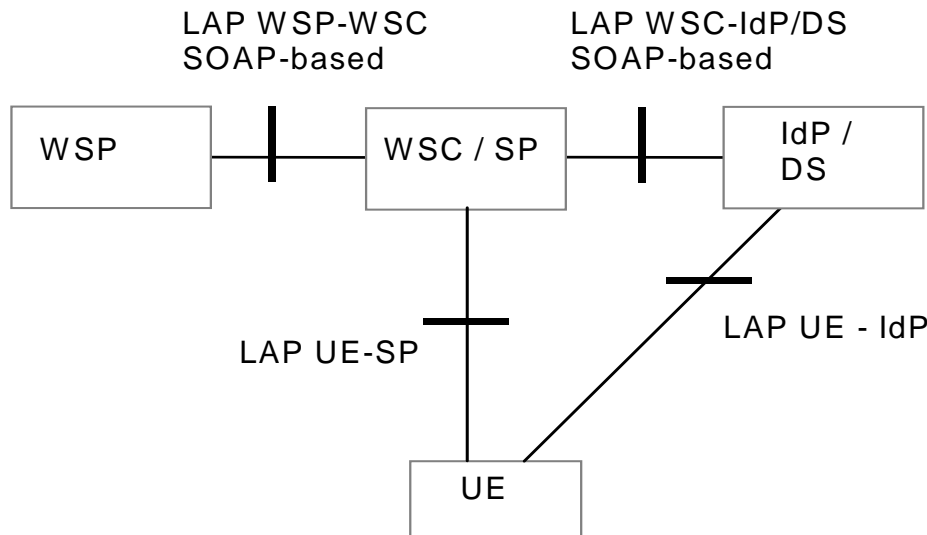 LAP WSP-WSC
SOAP-based
LAP WSC-IdP/DS
SOAP-based
WSP
WSC / SP
IdP /
DS
LAP UE-SP
LAP UE - IdP
UE